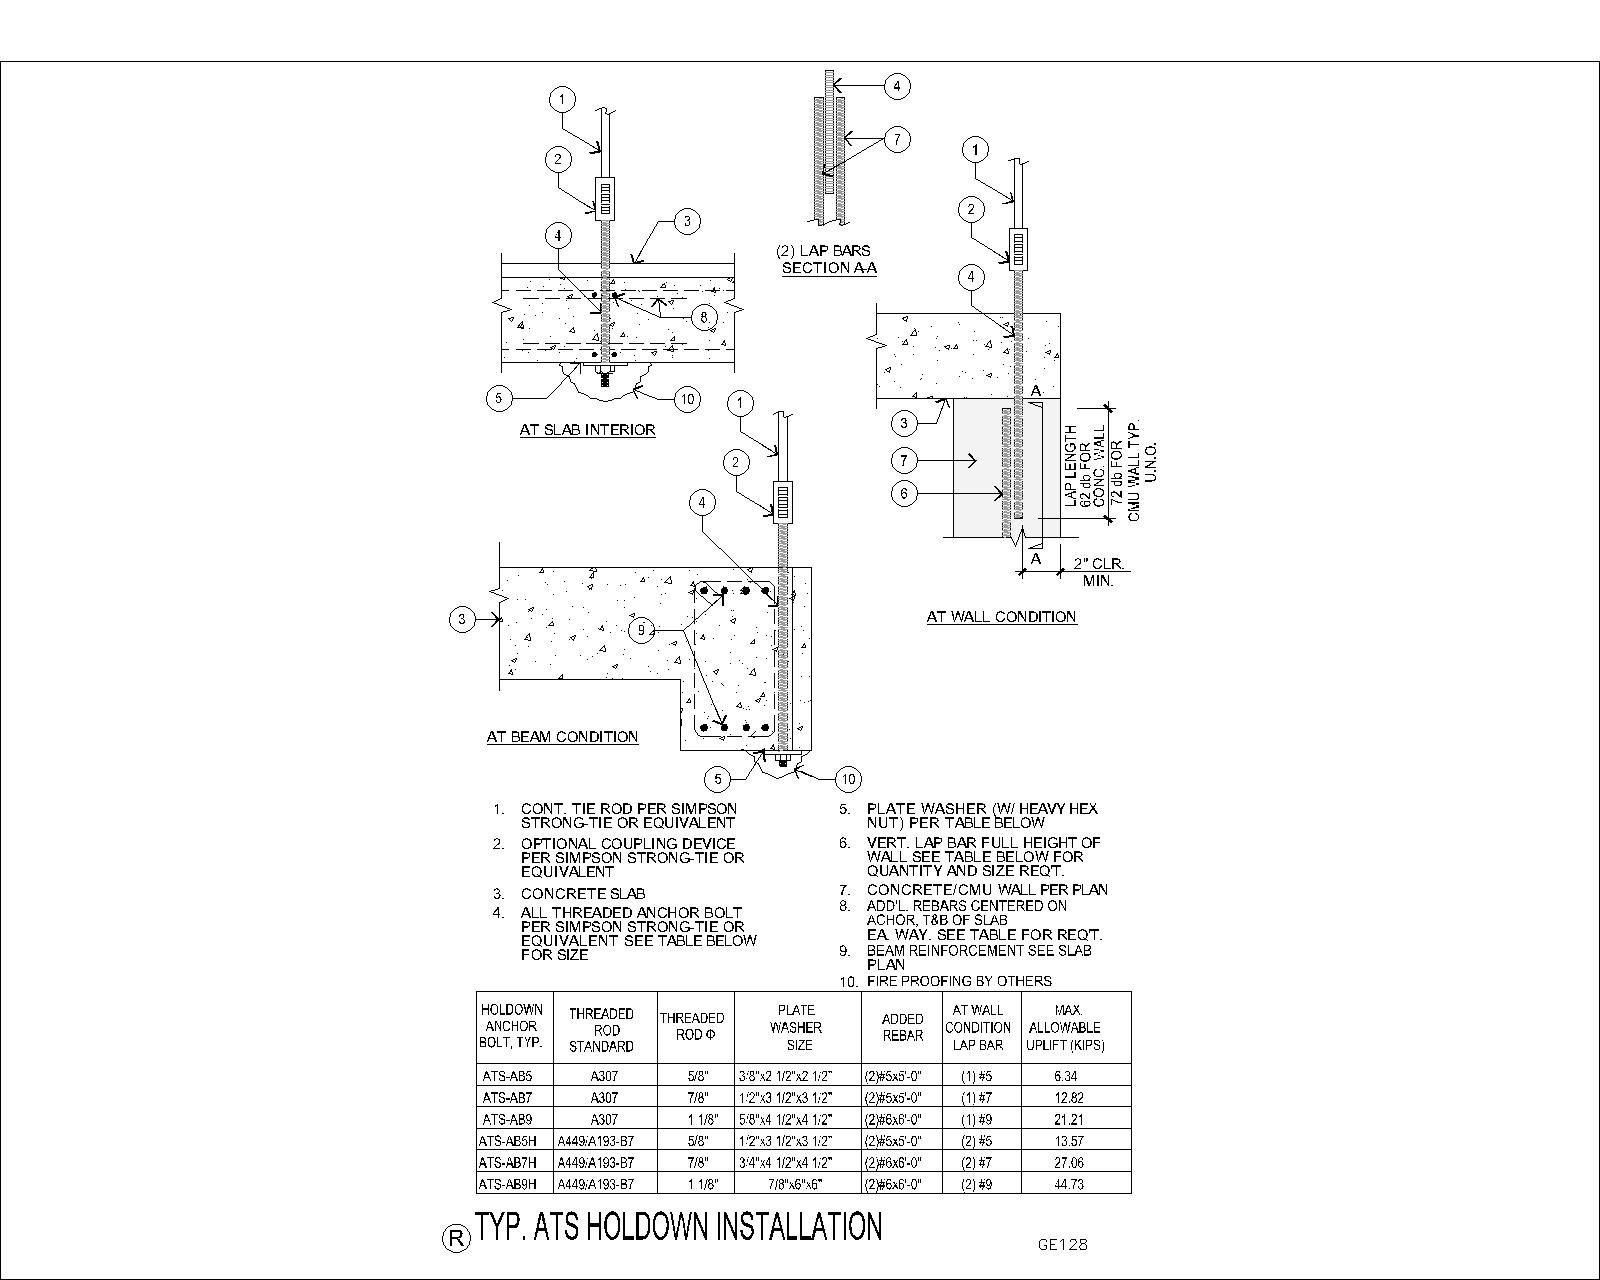 1
2
3
4
8
5
10
AT SLAB INTERIOR
4
7
(2) LAP BARS
SECTION A-A
1
2
4
A
3
7
6
LAP LENGTH
62 db FOR
CONC. WALL
72 db FOR
CMU WALL TYP.
U.N.O.
A
2" CLR.
MIN.
AT WALL CONDITION
1
2
4
3
9
AT BEAM CONDITION
5
10
1. CONT. TIE ROD PER SIMPSON
STRONG-TIE OR EQUIVALENT
2. OPTIONAL COUPLING DEVICE
PER SIMPSON STRONG-TIE OR
EQUIVALENT
3. CONCRETE SLAB
4. ALL THREADED ANCHOR BOLT
PER SIMPSON STRONG-TIE OR
EQUIVALENT SEE TABLE BELOW
FOR SIZE
5. PLATE WASHER (W/ HEAVY HEX
NUT) PER TABLE BELOW
6. VERT. LAP BAR FULL HEIGHT OF
WALL SEE TABLE BELOW FOR
QUANTITY AND SIZE REQ'T.
7. CONCRETE/CMU WALL PER PLAN
8. ADD'L. REBARS CENTERED ON
ACHOR, T&B OF SLAB
EA. WAY. SEE TABLE FOR REQ'T.
9. BEAM REINFORCEMENT SEE SLAB
PLAN
10. FIRE PROOFING BY OTHERS
HOLDOWN ANCHOR BOLT, TYP. THREADED ROD STANDARD THREADED ROD Φ PLATE WASHER SIZE ADDED REBAR AT WALL CONDITION LAP BAR MAX. ALLOWABLE UPLIFT (KIPS)
ATS-AB5 A307 5/8" 3/8"x2 1/2"x2 1/2" (2)#5x5'-0" (1) #5 6.34
ATS-AB7 A307 7/8" 1/2"x3 1/2"x3 1/2" (2)#5x5'-0" (1) #7 12.82
ATS-AB9 A307 1 1/8" 5/8"x4 1/2"x4 1/2" (2)#6x6'-0" (1) #9 21.21
ATS-AB5H A449/A193-B7 5/8" 1/2"x3 1/2"x3 1/2" (2)#5x5'-0" (2) #5 13.57
ATS-AB7H A449/A193-B7 7/8" 3/4"x4 1/2"x4 1/2" (2)#6x6'-0" (2) #7 27.06
ATS-AB9H A449/A193-B7 1 1/8" 7/8"x6"x6" (2)#6x6'-0" (2) #9 44.73
R TYP. ATS HOLDOWN INSTALLATION
GE128